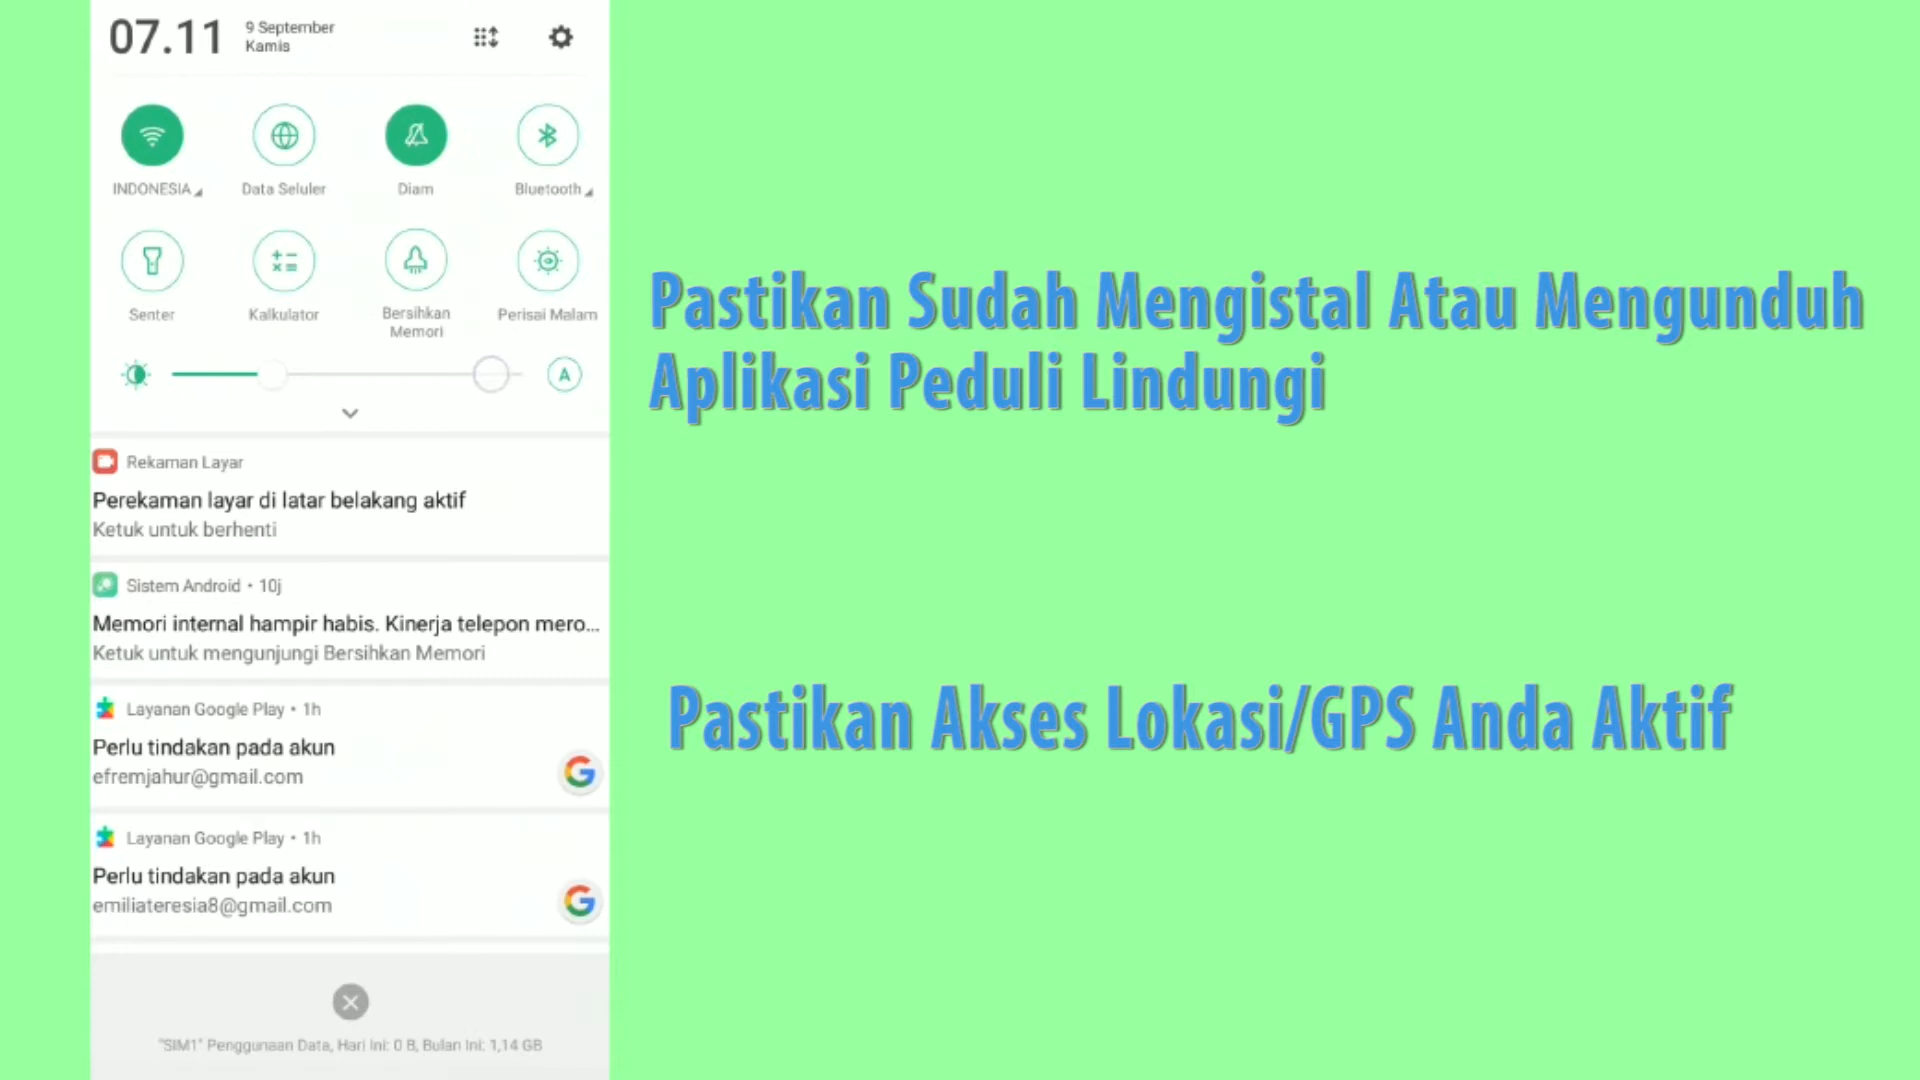 07.11
9 September
Kamis
INDONESIA
Data Seluler
Diam
Bluetooth
Senter
Kalkulator
Bersihkan
Memori
Perisai Malam
A
Rekaman Layar
Perekaman layar di latar belakang aktif
Ketuk untuk berhenti
Sistem Android • 10j
Memori internal hampir habis. Kinerja telepon mero...
Ketuk untuk mengunjungi Bersihkan Memori
Layanan Google Play • 1h
Perlu tindakan pada akun
efremjahur@gmail.com
Layanan Google Play • 1h
Perlu tindakan pada akun
emiliateresia8@gmail.com
"SIM1" Penggunaan Data, Hari Ini: 0 B, Bulan Ini: 1,14 GB
Pastikan Sudah Mengistal Atau Mengunduh
Aplikasi Peduli Lindungi
Pastikan Akses Lokasi/GPS Anda Aktif